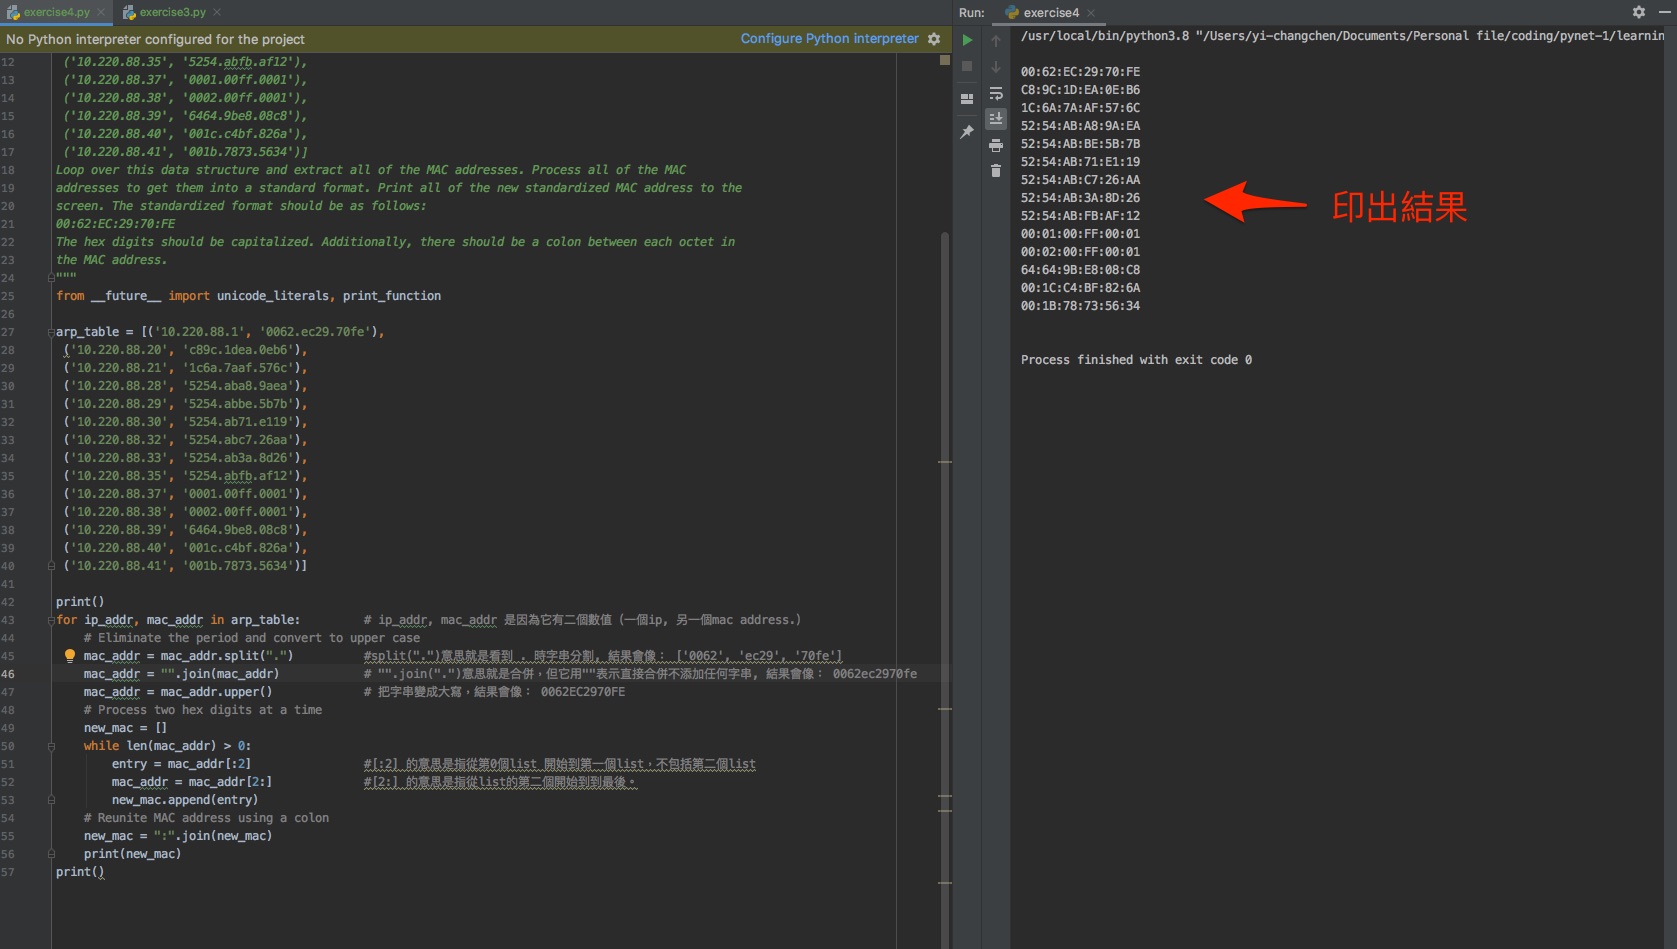 exercise4.py
exercise3.py
No Python interpreter configured for the project
Configure Python interpreter
12 ('10.220.88.35', '5254.abfb.af12'),
13 ('10.220.88.37', '0001.00ff.0001'),
14 ('10.220.88.38', '0002.00ff.0001'),
15 ('10.220.88.39', '6464.9be8.08c8'),
16 ('10.220.88.40', '001c.c4bf.826a'),
17 ('10.220.88.41', '001b.7873.5634')]
18 Loop over this data structure and extract all of the MAC addresses. Process all of the MAC
19 addresses to get them into a standard format. Print all of the new standardized MAC address to the
20 screen. The standardized format should be as follows:
21 00:62:EC:29:70:FE
22 The hex digits should be capitalized. Additionally, there should be a colon between each octet in
23 the MAC address.
24 """
25 from __future__ import unicode_literals, print_function
26
27 arp_table = [('10.220.88.1', '0062.ec29.70fe'),
28 ('10.220.88.20', 'c89c.1dea.0eb6'),
29 ('10.220.88.21', '1c6a.7aaf.576c'),
30 ('10.220.88.28', '5254.aba8.9aea'),
31 ('10.220.88.29', '5254.abbe.5b7b'),
32 ('10.220.88.30', '5254.ab71.e119'),
33 ('10.220.88.32', '5254.abc7.26aa'),
34 ('10.220.88.33', '5254.ab3a.8d26'),
35 ('10.220.88.35', '5254.abfb.af12'),
36 ('10.220.88.37', '0001.00ff.0001'),
37 ('10.220.88.38', '0002.00ff.0001'),
38 ('10.220.88.39', '6464.9be8.08c8'),
39 ('10.220.88.40', '001c.c4bf.826a'),
40 ('10.220.88.41', '001b.7873.5634')]
41
42 print()
43 for ip_addr, mac_addr in arp_table: # ip_addr, mac_addr 是因為它有二個數值（一個ip, 另一個mac address.)
44 # Eliminate the period and convert to upper case
45 mac_addr = mac_addr.split(".") #split(".")意思就是看到 . 時字串分割, 結果會像： ['0062', 'ec29', '70fe']
46 mac_addr = "".join(mac_addr) # "".join(".")意思就是合併，但它用""表示直接合併不添加任何字串, 結果會像： 0062ec2970fe
47 mac_addr = mac_addr.upper() # 把字串變成大寫，結果會像： 0062EC2970FE
48 # Process two hex digits at a time
49 new_mac = []
50 while len(mac_addr) > 0:
51 entry = mac_addr[:2] #[:2] 的意思是指從第0個list 開始到第一個list，不包括第二個list
52 mac_addr = mac_addr[2:] #[2:] 的意思是指從list的第二個開始到到最後。
53 new_mac.append(entry)
54 # Reunite MAC address using a colon
55 new_mac = ":".join(new_mac)
56 print(new_mac)
57 print()
Run: exercise4
/usr/local/bin/python3.8 "/Users/yi-changchen/Documents/Personal file/coding/pynet-1/learnin
00:62:EC:29:70:FE
C8:9C:1D:EA:0E:B6
1C:6A:7A:AF:57:6C
52:54:AB:A8:9A:EA
52:54:AB:BE:5B:7B
52:54:AB:71:E1:19
52:54:AB:C7:26:AA
52:54:AB:3A:8D:26
52:54:AB:FB:AF:12
00:01:00:FF:00:01
00:02:00:FF:00:01
64:64:9B:E8:08:C8
00:1C:C4:BF:82:6A
00:1B:78:73:56:34
Process finished with exit code 0
印出結果